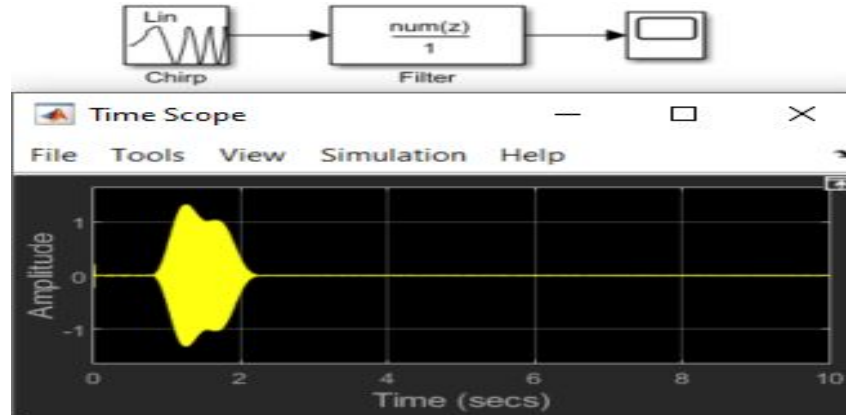 Lin
num(z)
1
Chirp
Filter
Time Scope
File Tools View Simulation Help
Amplitude
1
0
-1
0 2 4 6 8 10
Time (secs)